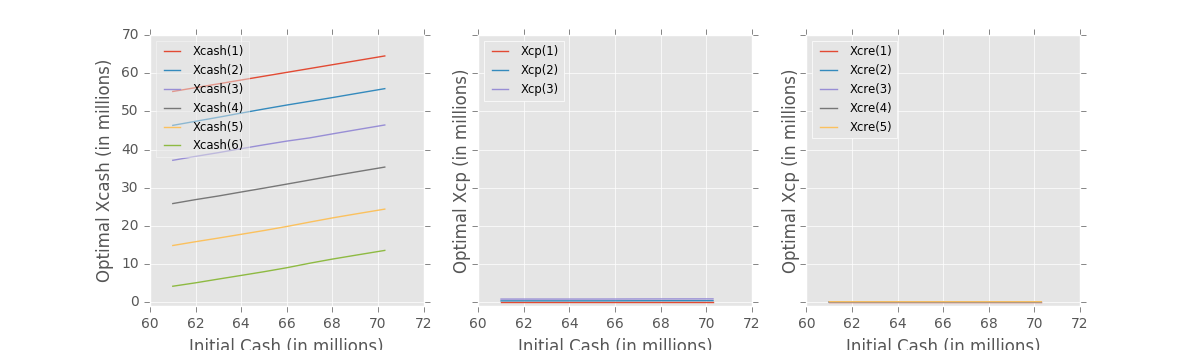 Optimal Xcash (in millions)
70
60
50
40
30
20
10
0
Xcash(1)
Xcash(2)
Xcash(3)
Xcash(4)
Xcash(5)
Xcash(6)
60 62 64 66 68 70 72
Initial Cash (in millions)
Optimal Xcp (in millions)
Xcp(1)
Xcp(2)
Xcp(3)
60 62 64 66 68 70 72
Initial Cash (in millions)
Optimal Xcp (in millions)
Xcre(1)
Xcre(2)
Xcre(3)
Xcre(4)
Xcre(5)
60 62 64 66 68 70 72
Initial Cash (in millions)